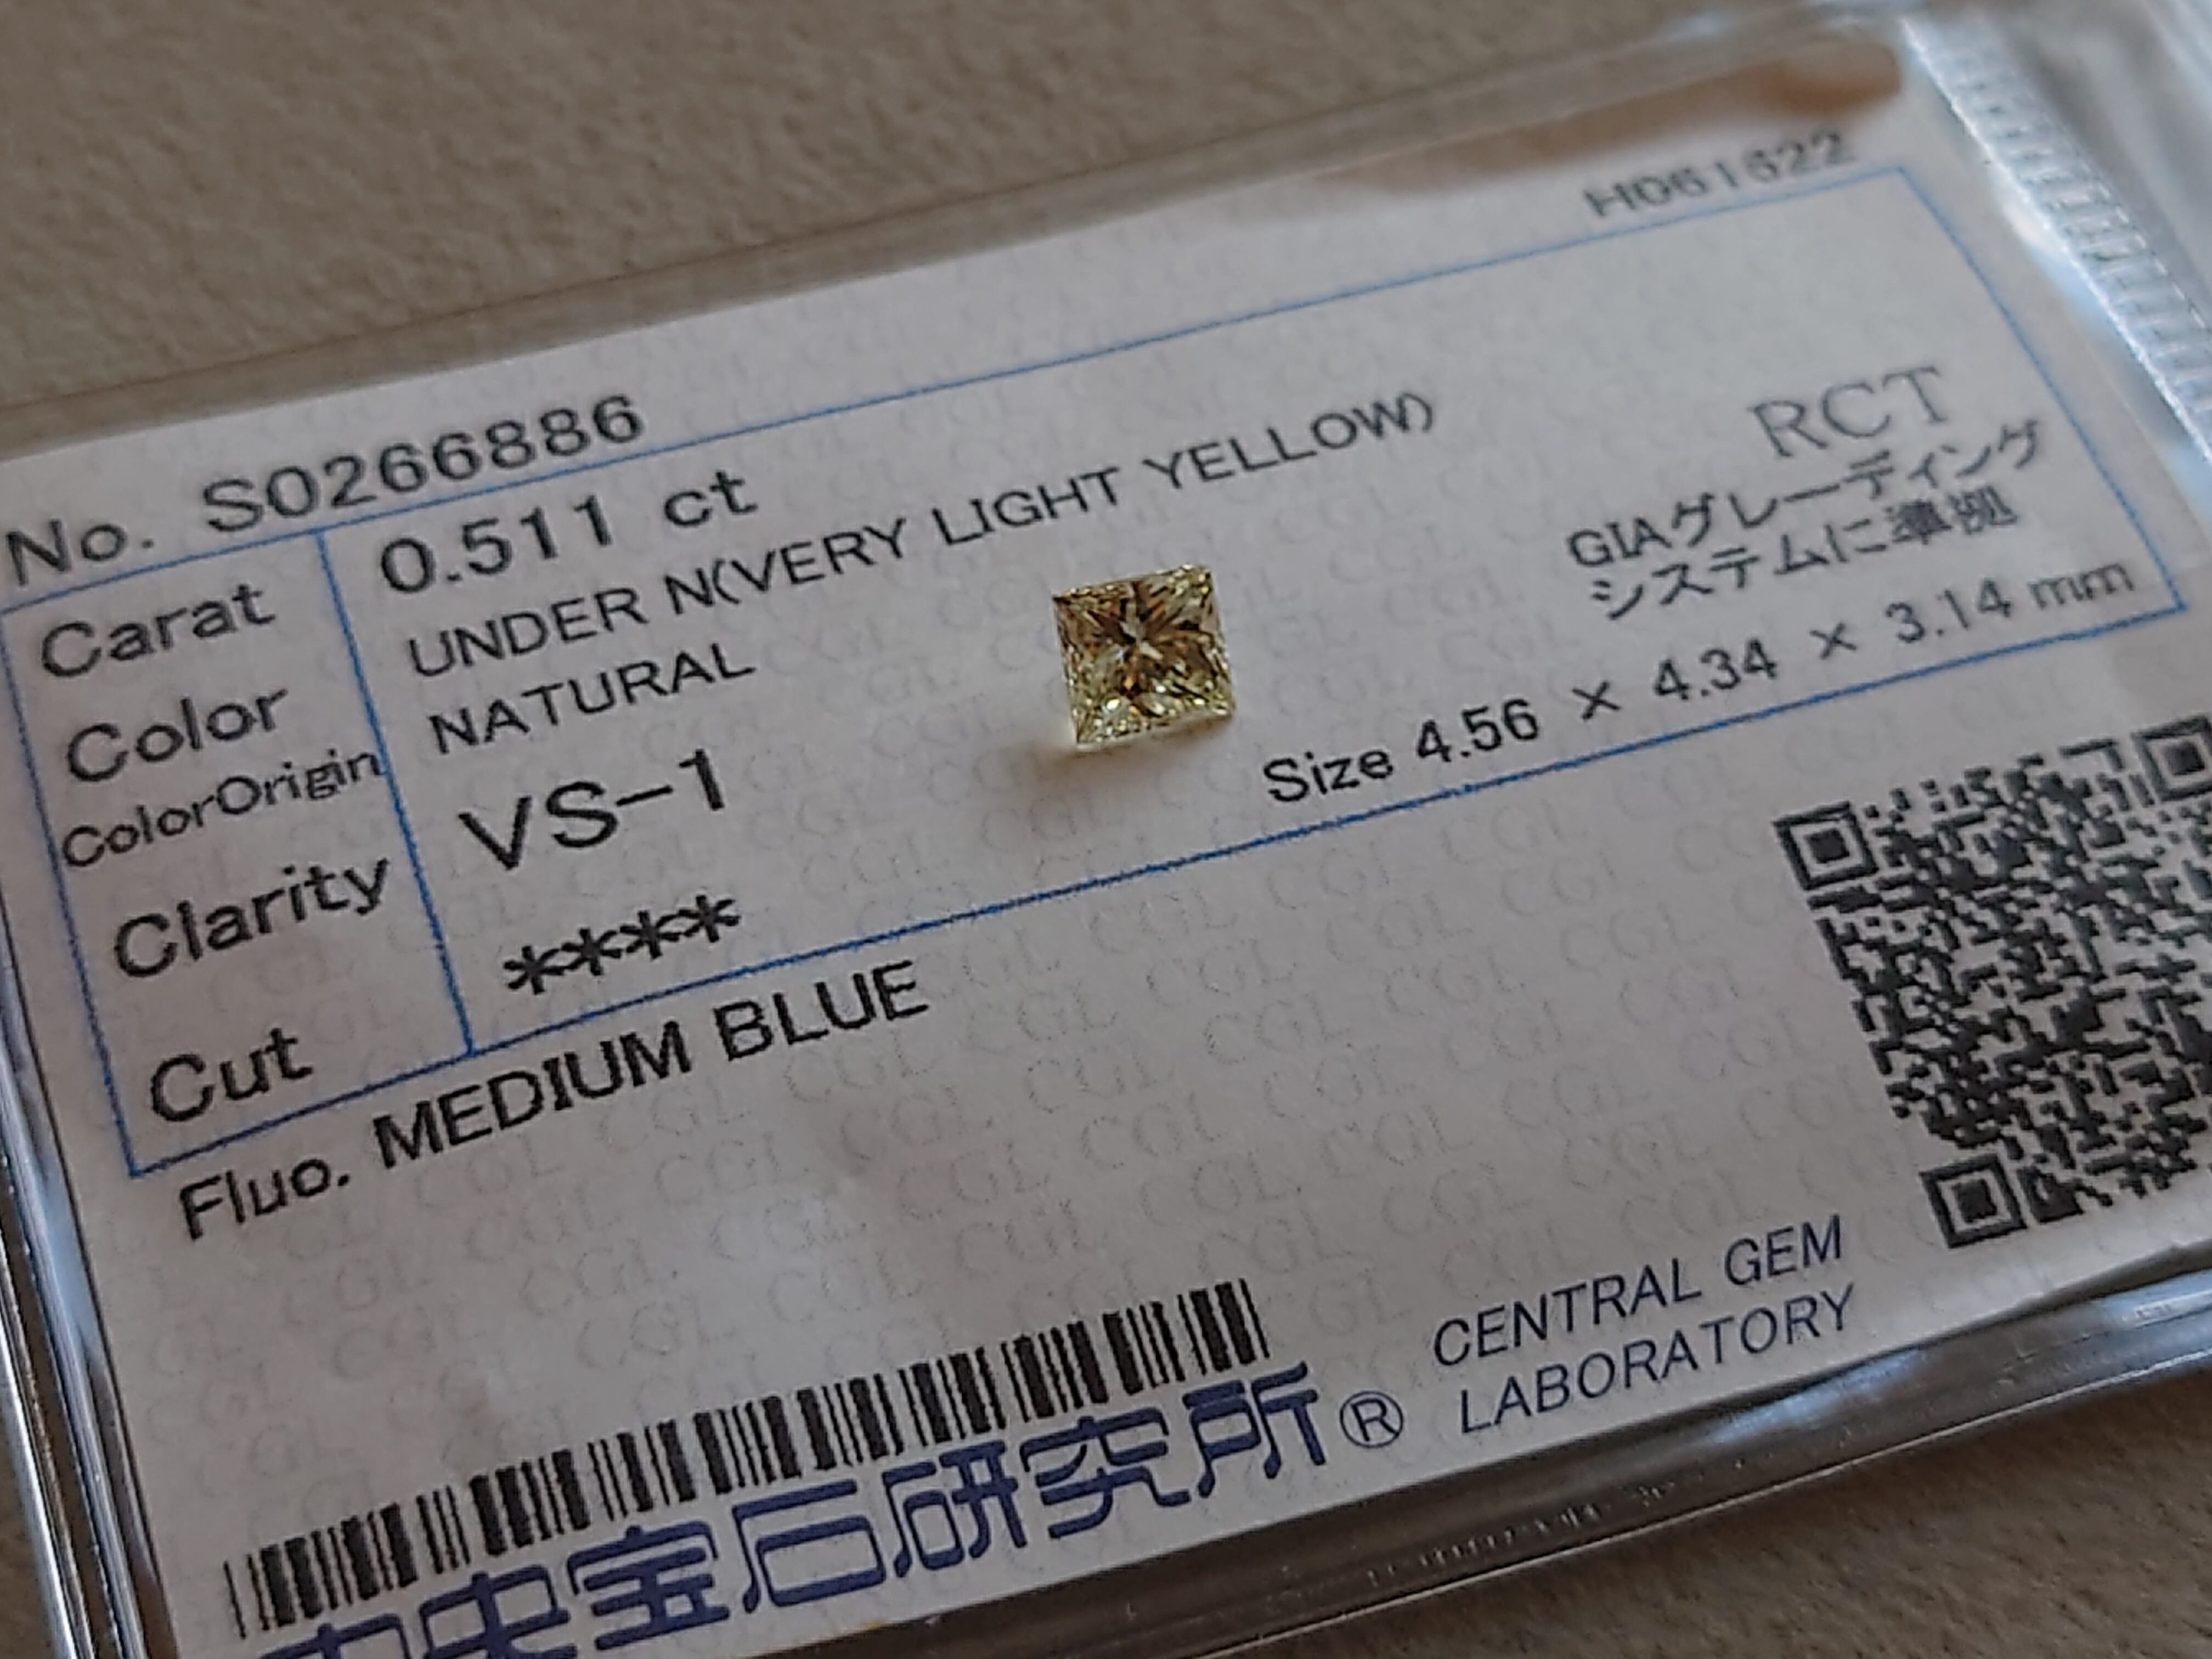 H061622
No. S0266886
Carat 0.511 ct
Color UNDER N(VERY LIGHT YELLOW)
ColorOrigin NATURAL
Clarity VS-1
Cut ****
RCT
GIAグレーディング
システムに準拠
Size 4.56 × 4.34 × 3.14 mm
Fluo. MEDIUM BLUE
中央宝石研究所®
CENTRAL GEM
LABORATORY